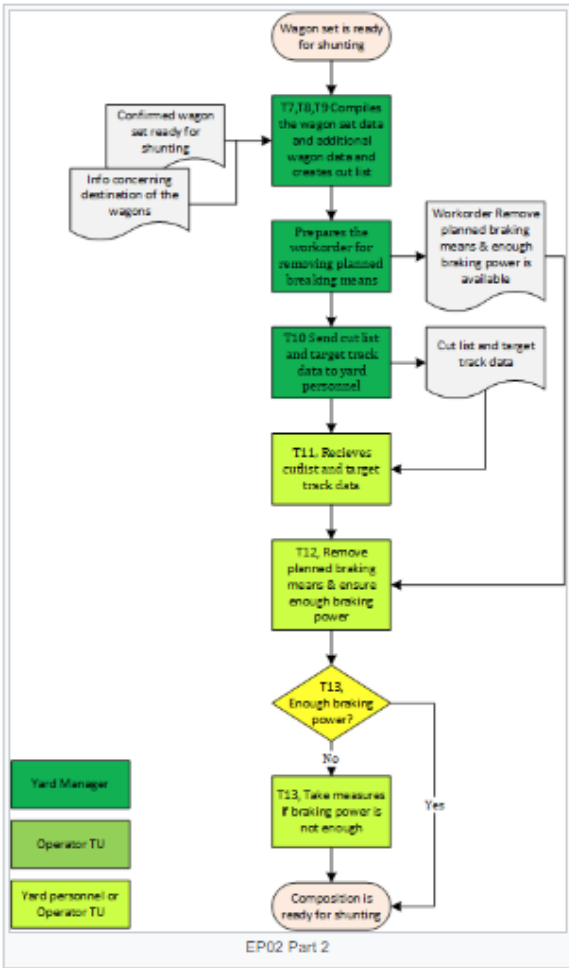 Wagon set is ready
for shunting
T7,T8,T9 Compiles
the wagon set data
and additional
wagon data and
creates cut list
Confirmed wagon
set ready for
shunting
Info concerning
destination of the
wagons
Prepares the
workorder for
removing planned
breaking means
Workorder Remove
planned braking
means & enough
braking power is
available
T10 Send cut list
and target track
data to yard
personnel
Cut list and target
track data
T11, Recieves
cutlist and target
track data
T12, Remove
planned braking
means & ensure
enough braking
power
T13,
Enough braking
power?
No
Yes
T13, Take measures
if braking power is
not enough
Composition is
ready for shunting
Yard Manager
Operator TU
Yard personnel or
Operator TU
EP02 Part 2